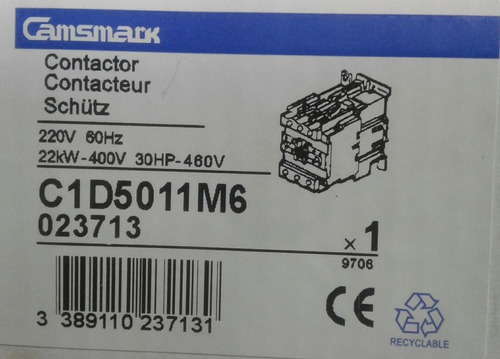 Camsmark
Contactor
Contacteur
Schütz
220V 60Hz
22kW-400V 30HP-460V
C1D5011M6
023713
x 1
9706
3 389110 237131
CE
RECYCLABLE